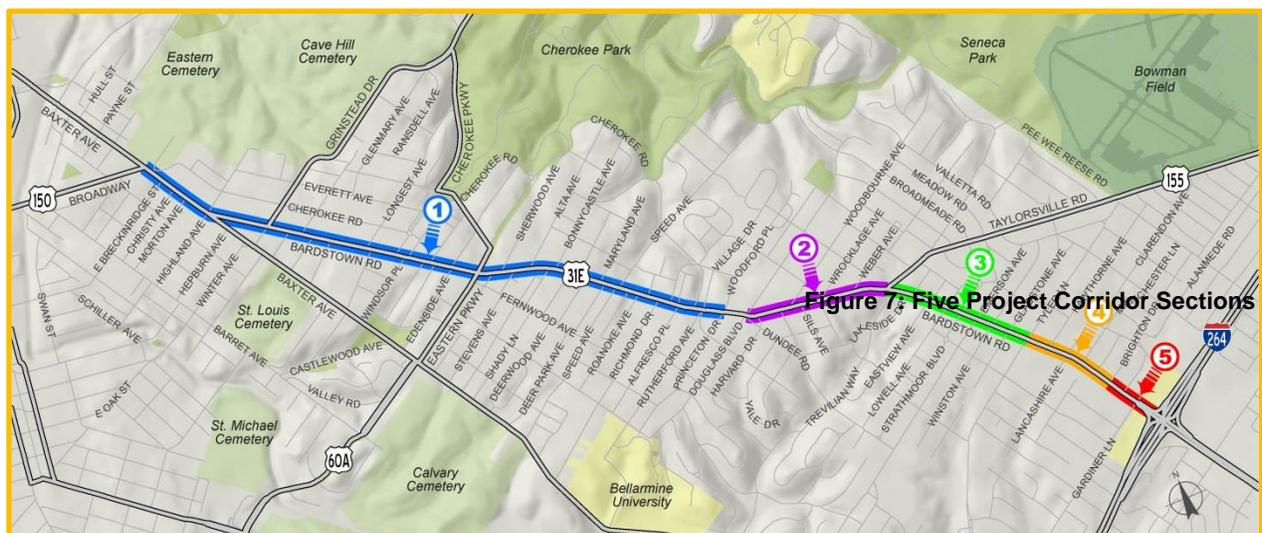 Eastern
Cemetery
Cave Hill
Cemetery
Cherokee Park
Seneca
Park
Bowman
Field
HULL ST
PAYNE ST
BAXTER AVE
GRINSTEAD DR
GLENMARY AVE
RANSDELL AVE
CHEROKEE PKWY
CHEROKEE RD
CHEROKEE RD
PEE WEE REESE RD
150
BROADWAY
EVERETT AVE
LONGEST AVE
CHEROKEE RD
1
SHERWOOD AVE
ALTA AVE
BONNYCASTLE AVE
MARYLAND AVE
SPEED AVE
VILLAGE DR
WOODFORD PL
2
WROCKLAGE AVE
WEBER AVE
WOODBOURNE AVE
VALLETTA RD
MEADOW RD
BROADMEADE RD
TAYLORSVILLE RD
155
E BRECKINRIDGE ST
CHRISTY AVE
MORTON AVE
HIGHLAND AVE
HEPBURN AVE
WINTER AVE
BARDSTOWN RD
31E
3
GLADSTONE AVE
TYLER LN
4
CLARENDON AVE
ALANMEDE RD
BRIGHTON DR
Figure 7: Five Project Corridor Sections
SWAN ST
SCHILLER AVE
BARRET AVE
BAXTER AVE
St. Louis
Cemetery
WINDSOR PL
EDENSIDE AVE
EASTERN PKWY
CASTLEWOOD AVE
VALLEY RD
STEVENS AVE
FERNWOOD AVE
SHADY LN
DEERWOOD AVE
DEER PARK AVE
SPEED AVE
ROANOKE AVE
RICHMOND DR
ALFRESCO PL
RUTHERFORD AVE
PRINCETON DR
DOUGLASS BLVD
HARVARD DR
YALE DR
DUNDEE RD
SILS AVE
TREVILIAN WAY
EASTVIEW AVE
LOWELL AVE
STRATHMOOR BLVD
WINSTON AVE
BARDSTOWN RD
LANCASHIRE AVE
5
264
GARDINER LN
E OAK ST
St. Michael
Cemetery
60A
Calvary
Cemetery
Bellarmine
University
N